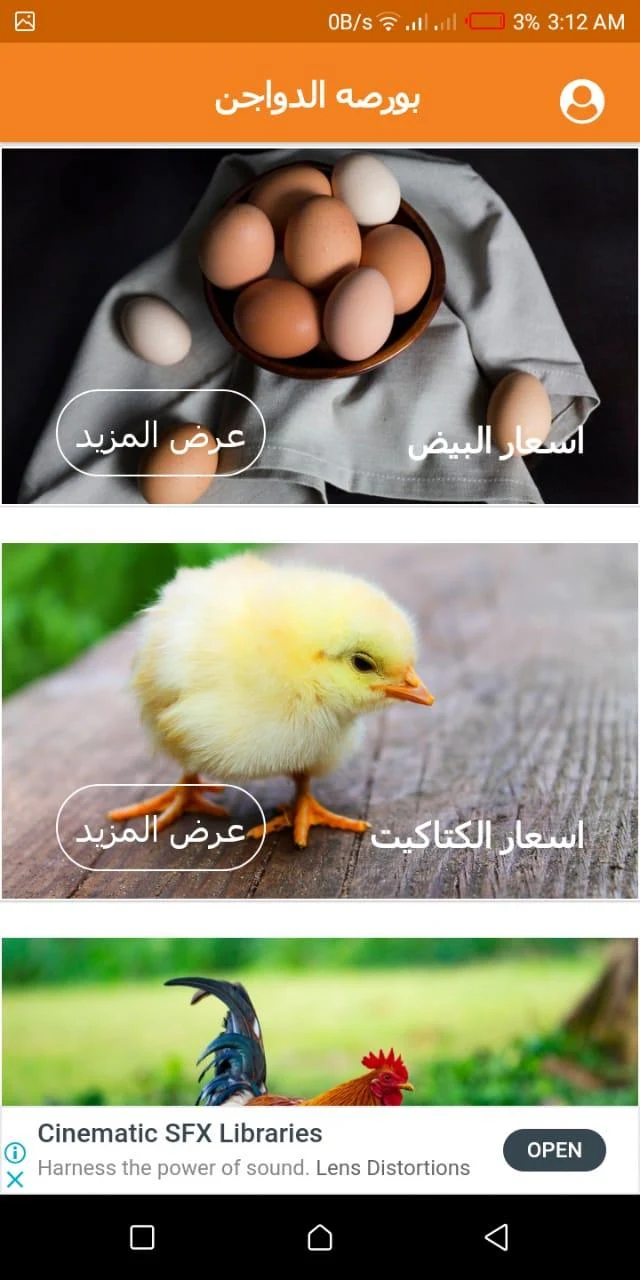 0B/s 3% 3:12 AM
بورصه الدواجن
اسعار البيض
عرض المزيد
اسعار الكتاكيت
عرض المزيد
Cinematic SFX Libraries
Harness the power of sound. Lens Distortions
OPEN